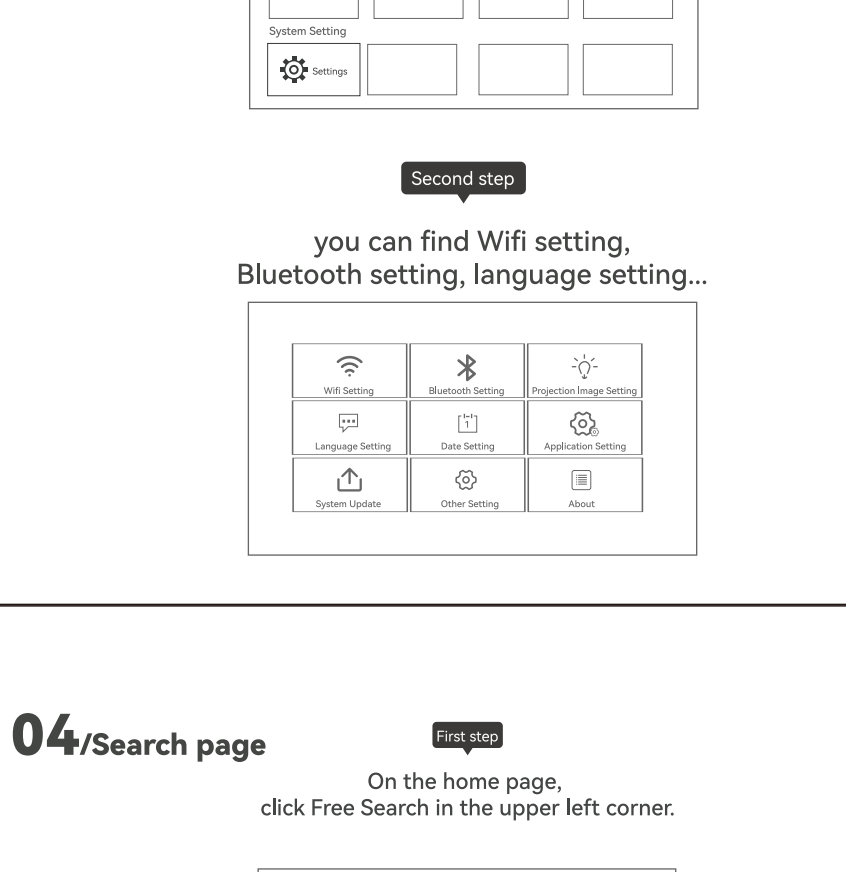 System Setting
Settings
Second step
you can find Wifi setting,
Bluetooth setting, language setting...
Wifi Setting
Bluetooth Setting
Projection Image Setting
Language Setting
1
Date Setting
Application Setting
System Update
Other Setting
About
04/Search page
First step
On the home page,
click Free Search in the upper left corner.